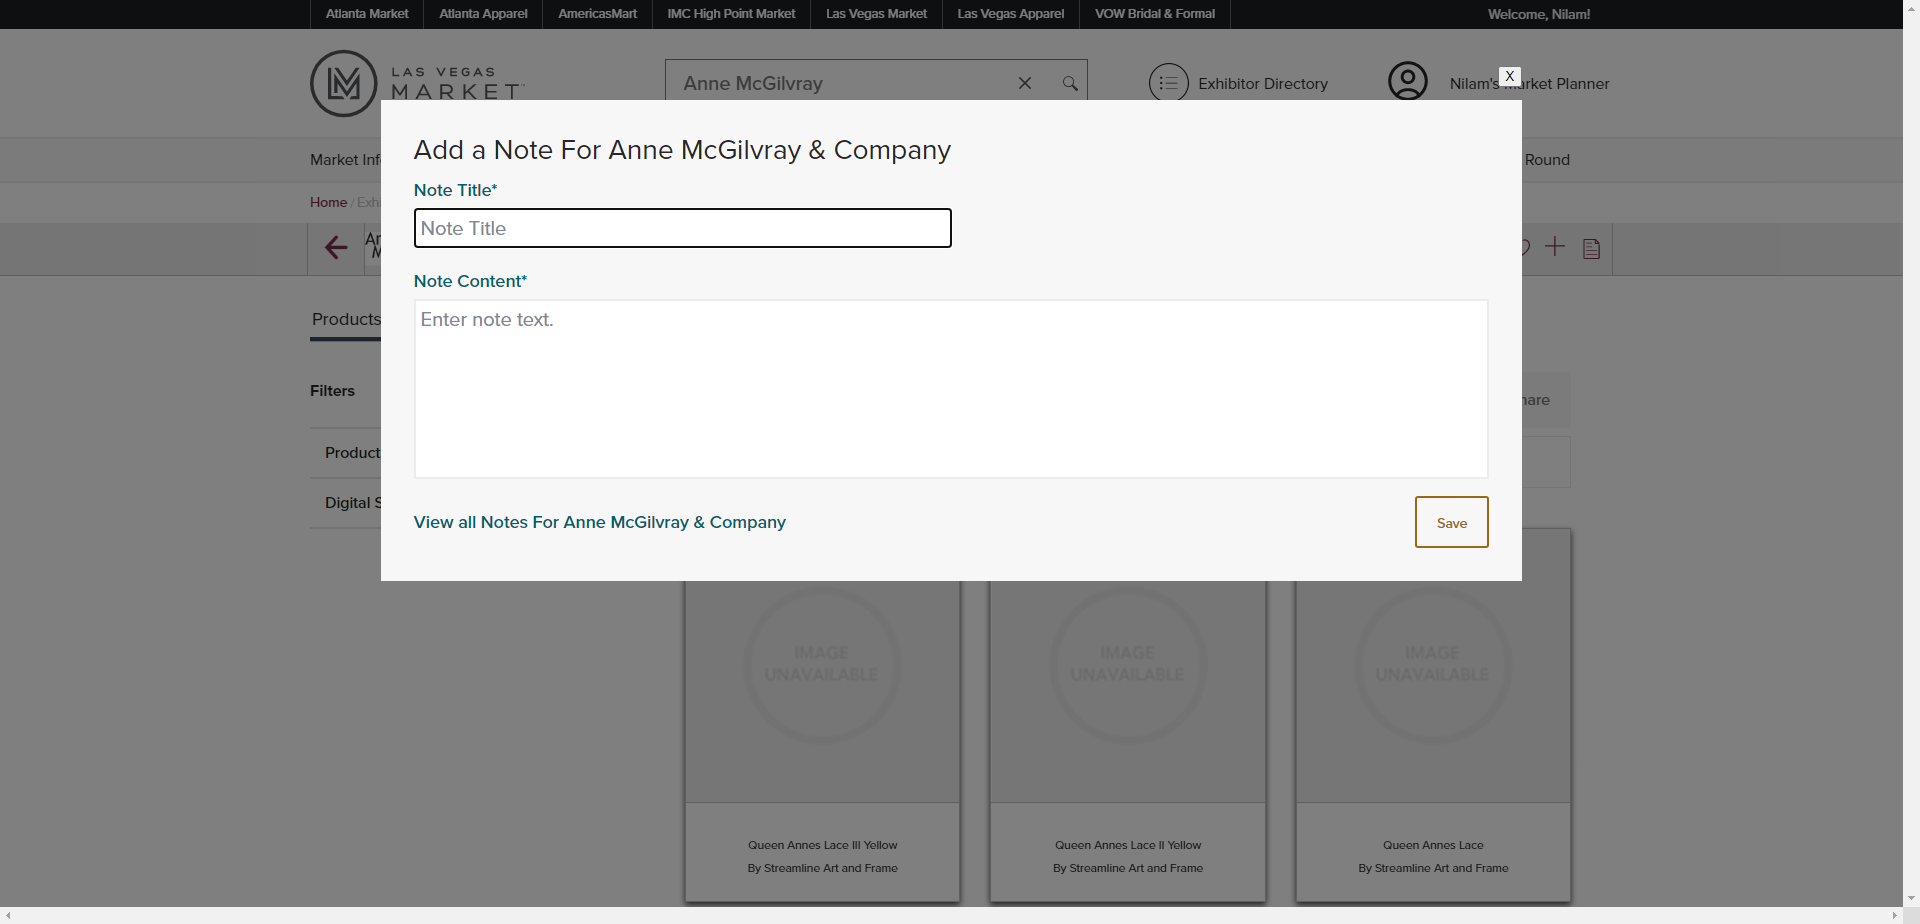 Atlanta Market
Atlanta Apparel
AmericasMart
IMC High Point Market
Las Vegas Market
Las Vegas Apparel
VOW Bridal & Formal
Welcome, Nilam!
LAS VEGAS
MARKET
Anne McGilvray
Exhibitor Directory
Nilam's Market Planner
X
Market Inf
Round
Home / Exh
Add a Note For Anne McGilvray & Company
Note Title*
Note Title
Note Content*
Enter note text.
View all Notes For Anne McGilvray & Company
Save
Products
Filters
Product
Digital S
hare
IMAGE
UNAVAILABLE
IMAGE
UNAVAILABLE
IMAGE
UNAVAILABLE
Queen Annes Lace III Yellow
By Streamline Art and Frame
Queen Annes Lace II Yellow
By Streamline Art and Frame
Queen Annes Lace
By Streamline Art and Frame